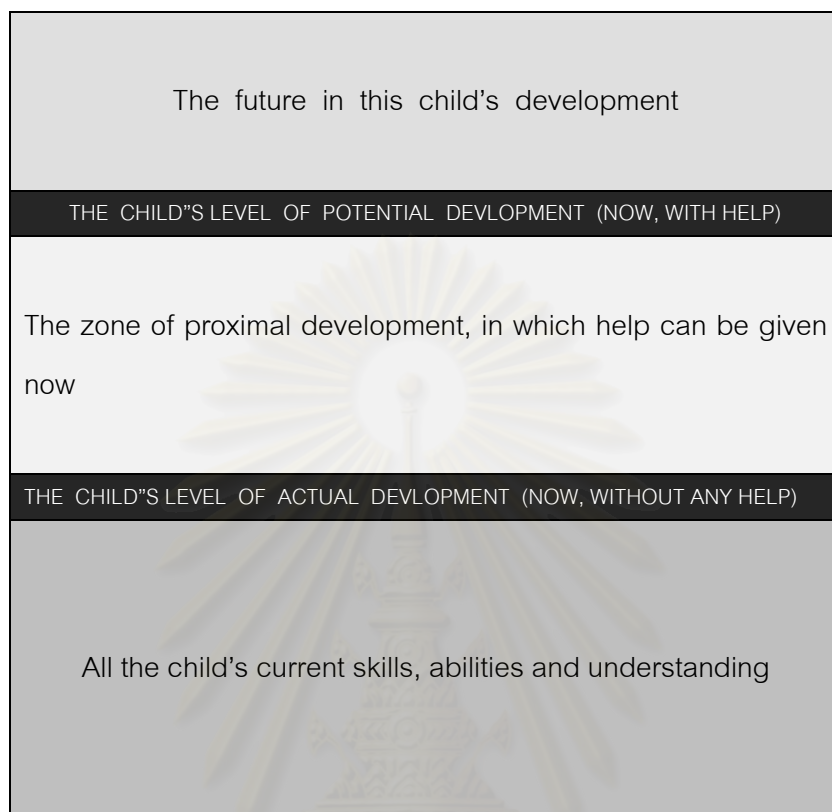 The future in this child’s development
THE CHILD”S LEVEL OF POTENTIAL DEVLOPMENT (NOW, WITH HELP)
The zone of proximal development, in which help can be given
now
THE CHILD”S LEVEL OF ACTUAL DEVLOPMENT (NOW, WITHOUT ANY HELP)
All the child’s current skills, abilities and understanding